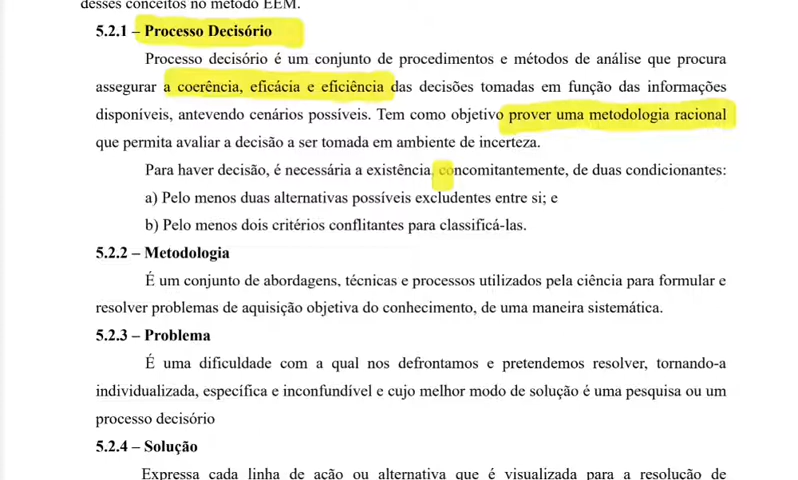 desses conceitos no método EEM.
5.2.1 – Processo Decisório
Processo decisório é um conjunto de procedimentos e métodos de análise que procura
assegurar a coerência, eficácia e eficiência das decisões tomadas em função das informações
disponíveis, antevendo cenários possíveis. Tem como objetivo prover uma metodologia racional
que permita avaliar a decisão a ser tomada em ambiente de incerteza.
Para haver decisão, é necessária a existência, concomitantemente, de duas condicionantes:
a) Pelo menos duas alternativas possíveis excludentes entre si; e
b) Pelo menos dois critérios conflitantes para classificá-las.
5.2.2 – Metodologia
É um conjunto de abordagens, técnicas e processos utilizados pela ciência para formular e
resolver problemas de aquisição objetiva do conhecimento, de uma maneira sistemática.
5.2.3 – Problema
É uma dificuldade com a qual nos defrontamos e pretendemos resolver, tornando-a
individualizada, específica e inconfundível e cujo melhor modo de solução é uma pesquisa ou um
processo decisório
5.2.4 – Solução
Expressa cada linha de ação ou alternativa que é visualizada para a resolução de